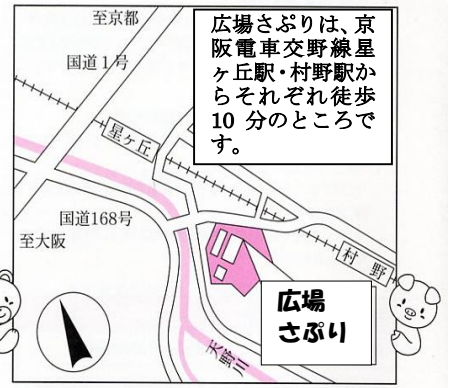 至京都
国道1号
広場さぷりは、京
阪電車交野線星
ヶ丘駅・村野駅か
らそれぞれ徒歩
10 分のところで
す。
星ヶ丘
国道168号
至大阪
村野
広場
さぷり
天野川